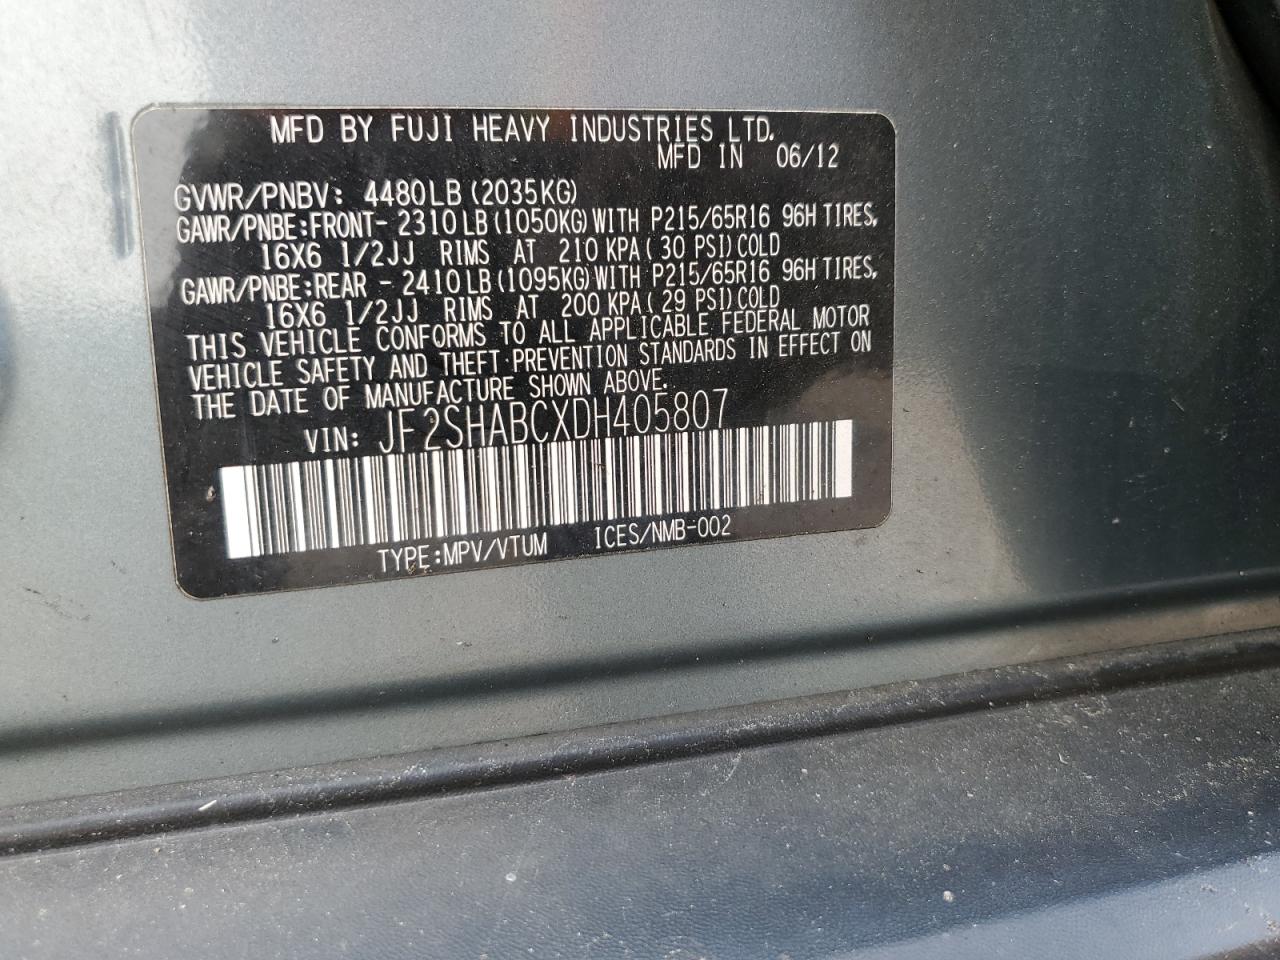 MFD BY FUJI HEAVY INDUSTRIES LTD.
MFD IN 06/12
GVWR/PNBV: 4480LB (2035KG)
GAWR/PNBE:FRONT- 2310LB (1050KG) WITH P215/65R16 96H TIRES,
16X6 1/2JJ RIMS AT 210 KPA( 30 PSI) COLD
GAWR/PNBE:REAR - 2410LB (1095KG) WITH P215/65R16 96H TIRES,
16X6 1/2JJ RIMS AT 200 KPA( 29 PSI) COLD
THIS VEHICLE CONFORMS TO ALL APPLICABLE FEDERAL MOTOR
VEHICLE SAFETY AND THEFT PREVENTION STANDARDS IN EFFECT ON
THE DATE OF MANUFACTURE SHOWN ABOVE.
VIN: JF2SHABCXDH405807
TYPE:MPV/VTUM ICES/NMB-002